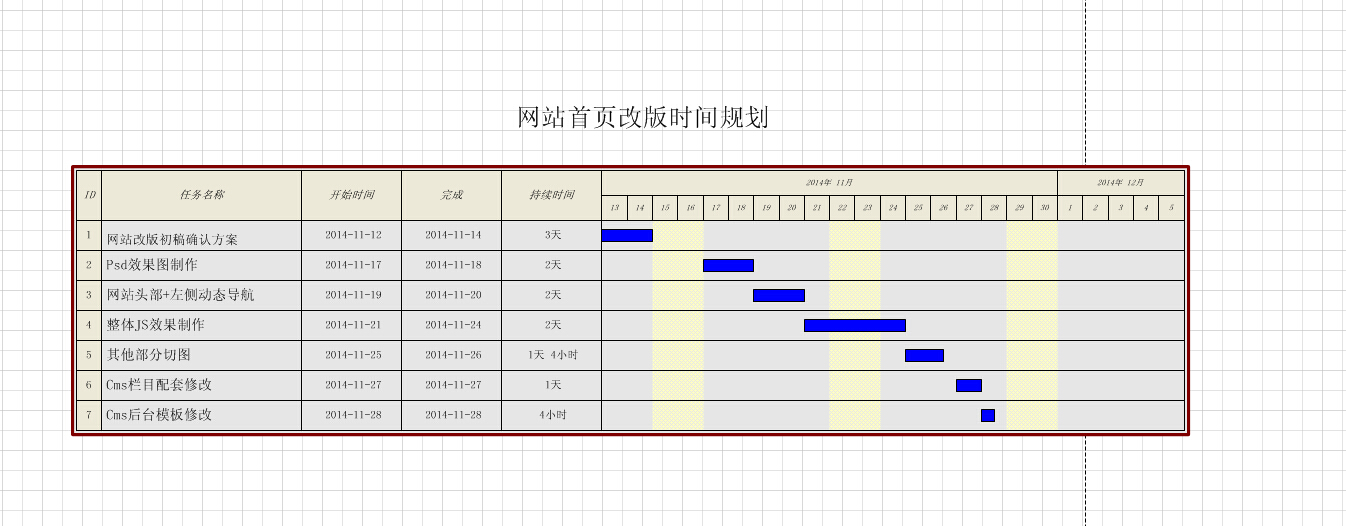 网站首页改版时间规划
ID 任务名称 开始时间 完成 持续时间 2014年 11月 2014年 12月
13 14 15 16 17 18 19 20 21 22 23 24 25 26 27 28 29 30 1 2 3 4 5
1 网站改版初稿确认方案 2014-11-12 2014-11-14 3天
2 Psd效果图制作 2014-11-17 2014-11-18 2天
3 网站头部+左侧动态导航 2014-11-19 2014-11-20 2天
4 整体JS效果制作 2014-11-21 2014-11-24 2天
5 其他部分切图 2014-11-25 2014-11-26 1天 4小时
6 Cms栏目配套修改 2014-11-27 2014-11-27 1天
7 Cms后台模板修改 2014-11-28 2014-11-28 4小时